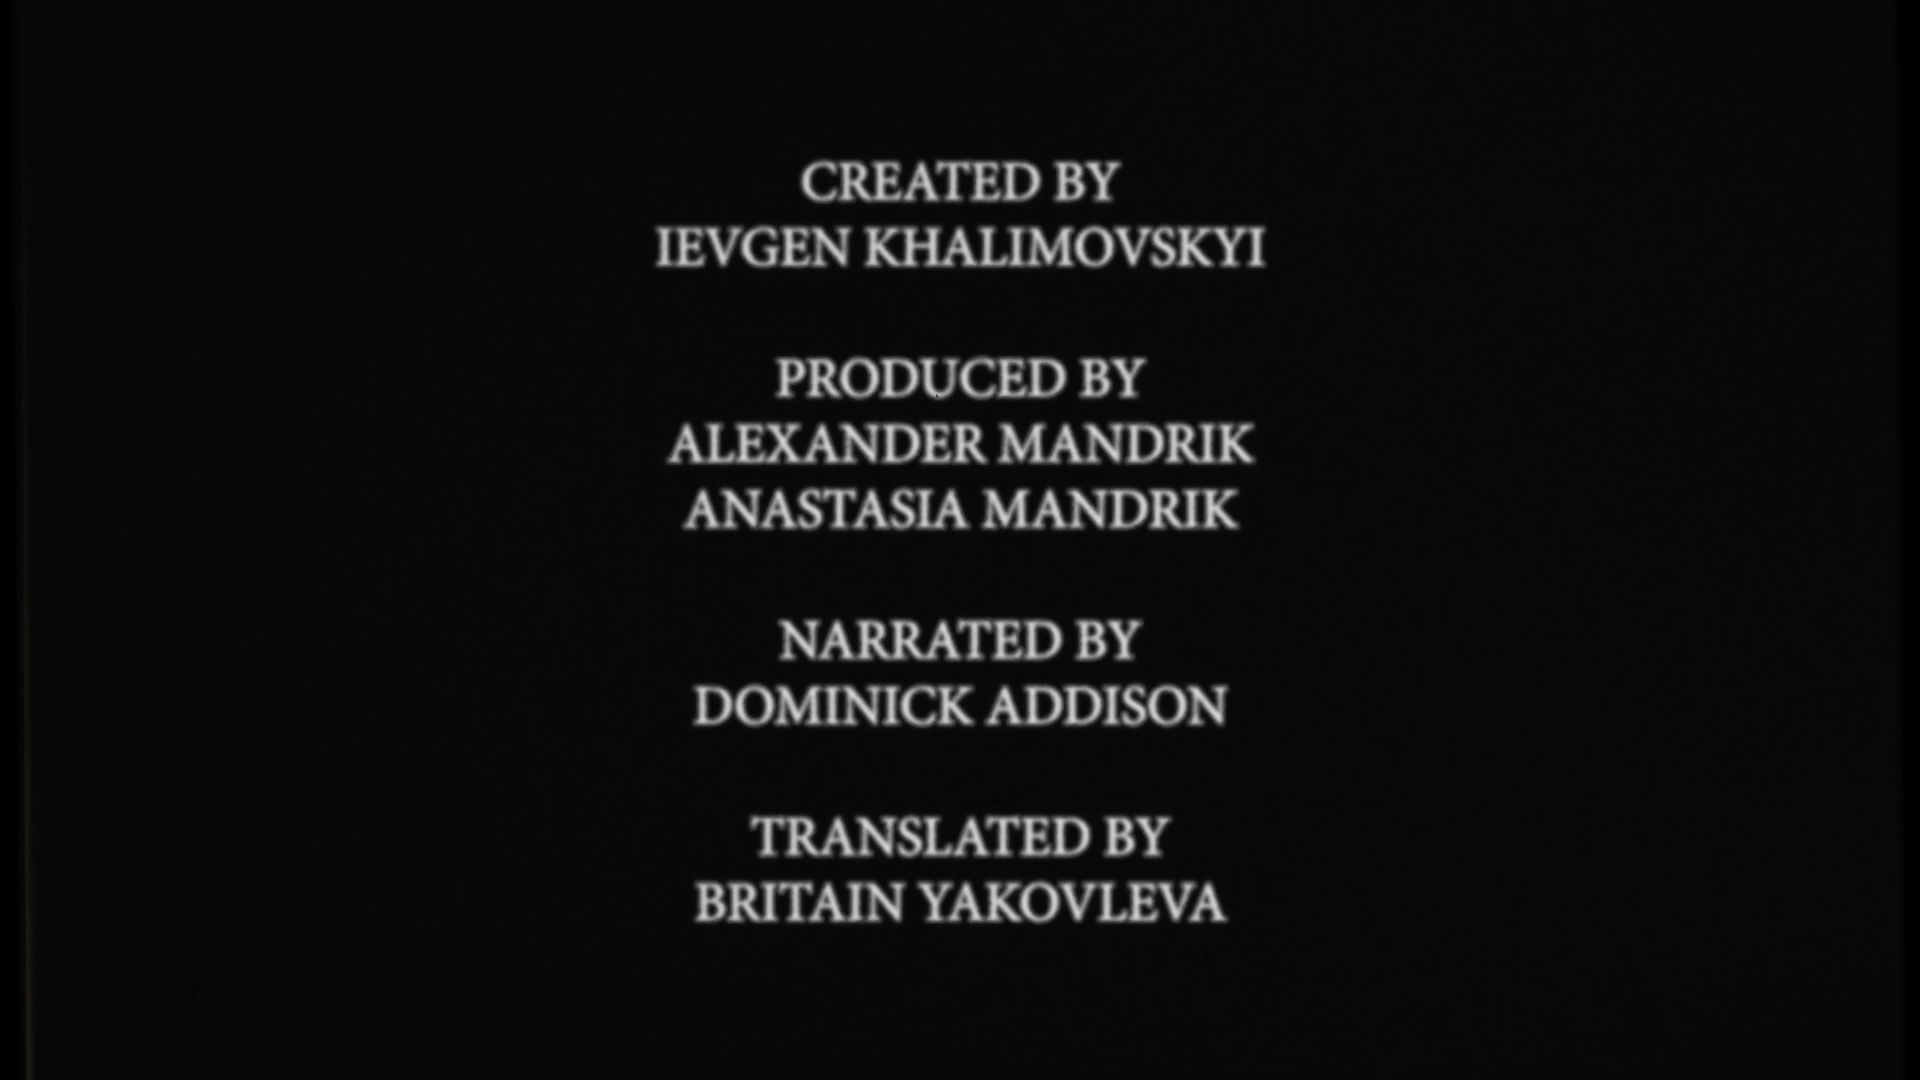 CREATED BY
IEVGEN KHALIMOVSKYI
PRODUCED BY
ALEXANDER MANDRIK
ANASTASIA MANDRIK
NARRATED BY
DOMINICK ADDISON
TRANSLATED BY
BRITAIN YAKOVLEVA